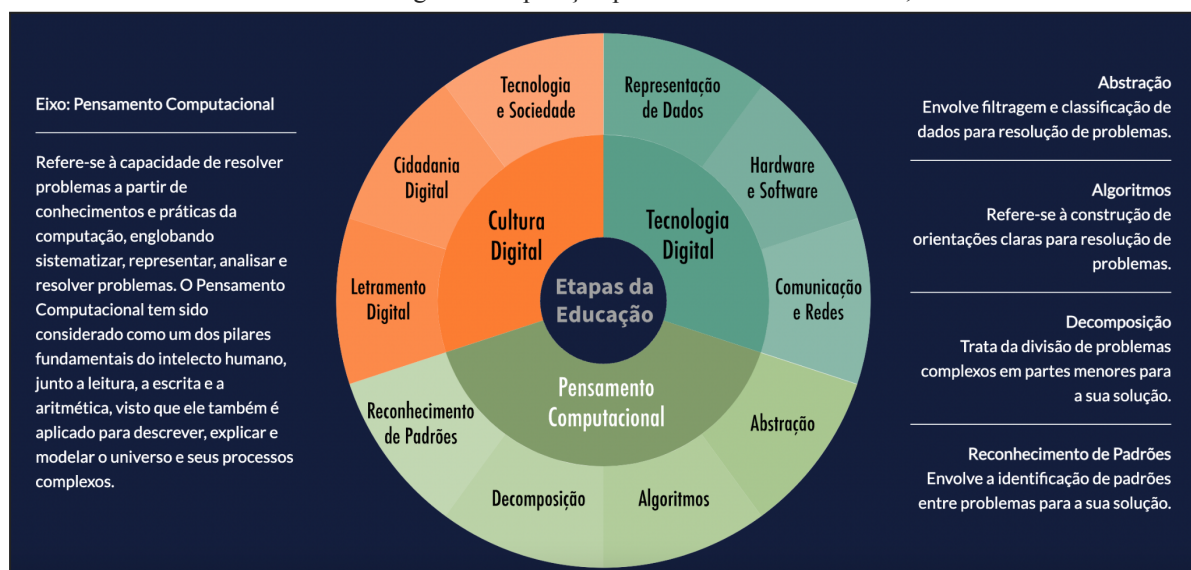 Eixo: Pensamento Computacional
Refere-se à capacidade de resolver
problemas a partir de
conhecimentos e práticas da
computação, englobando
sistematizar, representar, analisar e
resolver problemas. O Pensamento
Computacional tem sido
considerado como um dos pilares
fundamentais do intelecto humano,
junto a leitura, a escrita e a
aritmética, visto que ele também é
aplicado para descrever, explicar e
modelar o universo e seus processos
complexos.
Tecnologia
e Sociedade
Cidadania
Digital
Letramento
Digital
Cultura
Digital
Representação
de Dados
Hardware
e Software
Comunicação
e Redes
Tecnologia
Digital
Etapas da
Educação
Pensamento
Computacional
Reconhecimento
de Padrões
Decomposição
Algoritmos
Abstração
Abstração
Envolve filtragem e classificação de
dados para resolução de problemas.
Algoritmos
Refere-se à construção de
orientações claras para resolução de
problemas.
Decomposição
Trata da divisão de problemas
complexos em partes menores para
a sua solução.
Reconhecimento de Padrões
Envolve a identificação de padrões
entre problemas para a sua solução.